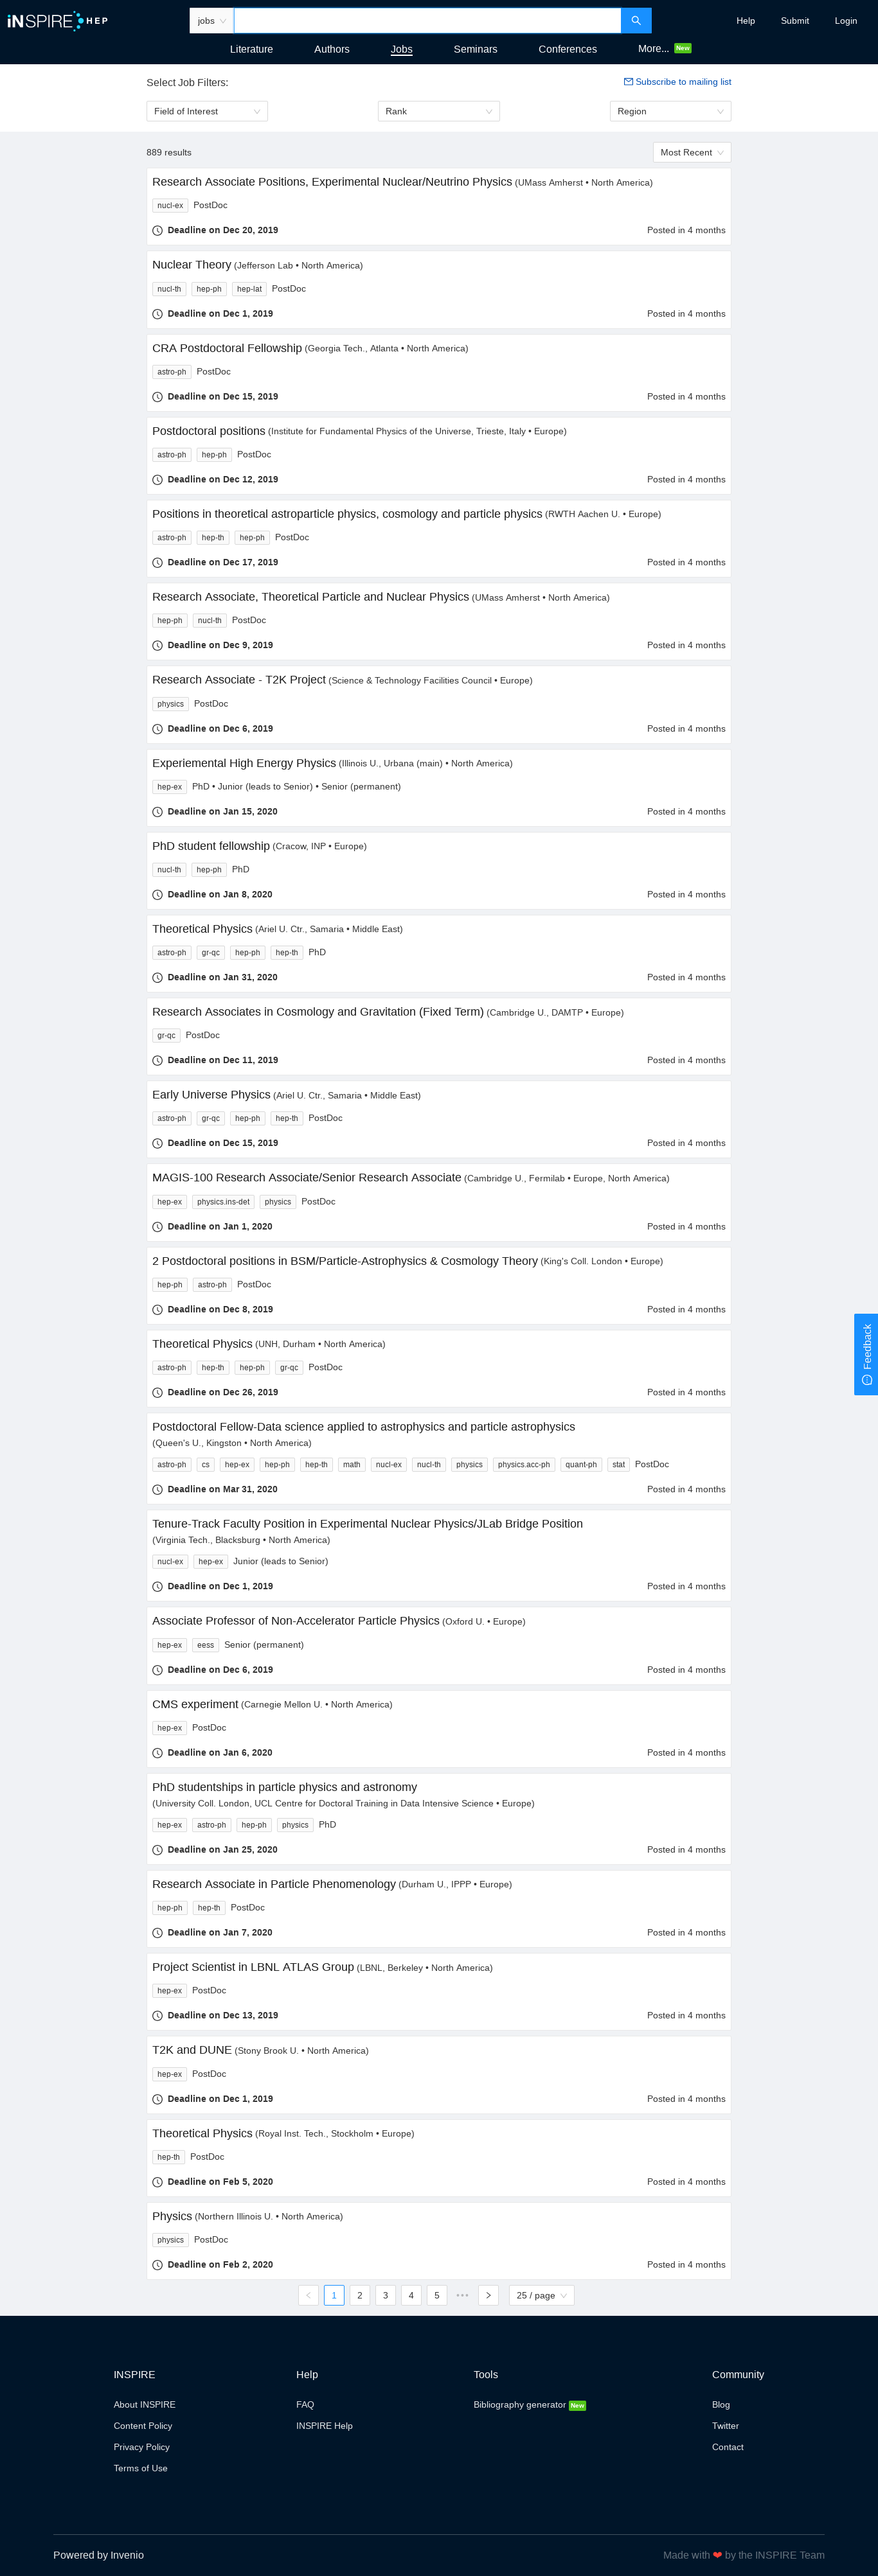 iNSPIRE HEP
jobs
Help Submit Login
Literature Authors Jobs Seminars Conferences More... New
Select Job Filters:
Subscribe to mailing list
Field of Interest Rank Region
889 results
Most Recent
Research Associate Positions, Experimental Nuclear/Neutrino Physics (UMass Amherst • North America)
nucl-ex PostDoc
Deadline on Dec 20, 2019 Posted in 4 months
Nuclear Theory (Jefferson Lab • North America)
nucl-th hep-ph hep-lat PostDoc
Deadline on Dec 1, 2019 Posted in 4 months
CRA Postdoctoral Fellowship (Georgia Tech., Atlanta • North America)
astro-ph PostDoc
Deadline on Dec 15, 2019 Posted in 4 months
Postdoctoral positions (Institute for Fundamental Physics of the Universe, Trieste, Italy • Europe)
astro-ph hep-ph PostDoc
Deadline on Dec 12, 2019 Posted in 4 months
Positions in theoretical astroparticle physics, cosmology and particle physics (RWTH Aachen U. • Europe)
astro-ph hep-th hep-ph PostDoc
Deadline on Dec 17, 2019 Posted in 4 months
Research Associate, Theoretical Particle and Nuclear Physics (UMass Amherst • North America)
hep-ph nucl-th PostDoc
Deadline on Dec 9, 2019 Posted in 4 months
Research Associate - T2K Project (Science & Technology Facilities Council • Europe)
physics PostDoc
Deadline on Dec 6, 2019 Posted in 4 months
Experiemental High Energy Physics (Illinois U., Urbana (main) • North America)
hep-ex PhD • Junior (leads to Senior) • Senior (permanent)
Deadline on Jan 15, 2020 Posted in 4 months
PhD student fellowship (Cracow, INP • Europe)
nucl-th hep-ph PhD
Deadline on Jan 8, 2020 Posted in 4 months
Theoretical Physics (Ariel U. Ctr., Samaria • Middle East)
astro-ph gr-qc hep-ph hep-th PhD
Deadline on Jan 31, 2020 Posted in 4 months
Research Associates in Cosmology and Gravitation (Fixed Term) (Cambridge U., DAMTP • Europe)
gr-qc PostDoc
Deadline on Dec 11, 2019 Posted in 4 months
Early Universe Physics (Ariel U. Ctr., Samaria • Middle East)
astro-ph gr-qc hep-ph hep-th PostDoc
Deadline on Dec 15, 2019 Posted in 4 months
MAGIS-100 Research Associate/Senior Research Associate (Cambridge U., Fermilab • Europe, North America)
hep-ex physics.ins-det physics PostDoc
Deadline on Jan 1, 2020 Posted in 4 months
2 Postdoctoral positions in BSM/Particle-Astrophysics & Cosmology Theory (King's Coll. London • Europe)
hep-ph astro-ph PostDoc
Deadline on Dec 8, 2019 Posted in 4 months
Feedback
Theoretical Physics (UNH, Durham • North America)
astro-ph hep-th hep-ph gr-qc PostDoc
Deadline on Dec 26, 2019 Posted in 4 months
Postdoctoral Fellow-Data science applied to astrophysics and particle astrophysics
(Queen's U., Kingston • North America)
astro-ph cs hep-ex hep-ph hep-th math nucl-ex nucl-th physics physics.acc-ph quant-ph stat PostDoc
Deadline on Mar 31, 2020 Posted in 4 months
Tenure-Track Faculty Position in Experimental Nuclear Physics/JLab Bridge Position
(Virginia Tech., Blacksburg • North America)
nucl-ex hep-ex Junior (leads to Senior)
Deadline on Dec 1, 2019 Posted in 4 months
Associate Professor of Non-Accelerator Particle Physics (Oxford U. • Europe)
hep-ex eess Senior (permanent)
Deadline on Dec 6, 2019 Posted in 4 months
CMS experiment (Carnegie Mellon U. • North America)
hep-ex PostDoc
Deadline on Jan 6, 2020 Posted in 4 months
PhD studentships in particle physics and astronomy
(University Coll. London, UCL Centre for Doctoral Training in Data Intensive Science • Europe)
hep-ex astro-ph hep-ph physics PhD
Deadline on Jan 25, 2020 Posted in 4 months
Research Associate in Particle Phenomenology (Durham U., IPPP • Europe)
hep-ph hep-th PostDoc
Deadline on Jan 7, 2020 Posted in 4 months
Project Scientist in LBNL ATLAS Group (LBNL, Berkeley • North America)
hep-ex PostDoc
Deadline on Dec 13, 2019 Posted in 4 months
T2K and DUNE (Stony Brook U. • North America)
hep-ex PostDoc
Deadline on Dec 1, 2019 Posted in 4 months
Theoretical Physics (Royal Inst. Tech., Stockholm • Europe)
hep-th PostDoc
Deadline on Feb 5, 2020 Posted in 4 months
Physics (Northern Illinois U. • North America)
physics PostDoc
Deadline on Feb 2, 2020 Posted in 4 months
1 2 3 4 5 ••• 25 / page
INSPIRE Help Tools Community
About INSPIRE FAQ Bibliography generator New Blog
Content Policy INSPIRE Help Twitter
Privacy Policy Contact
Terms of Use
Powered by Invenio Made with ❤ by the INSPIRE Team